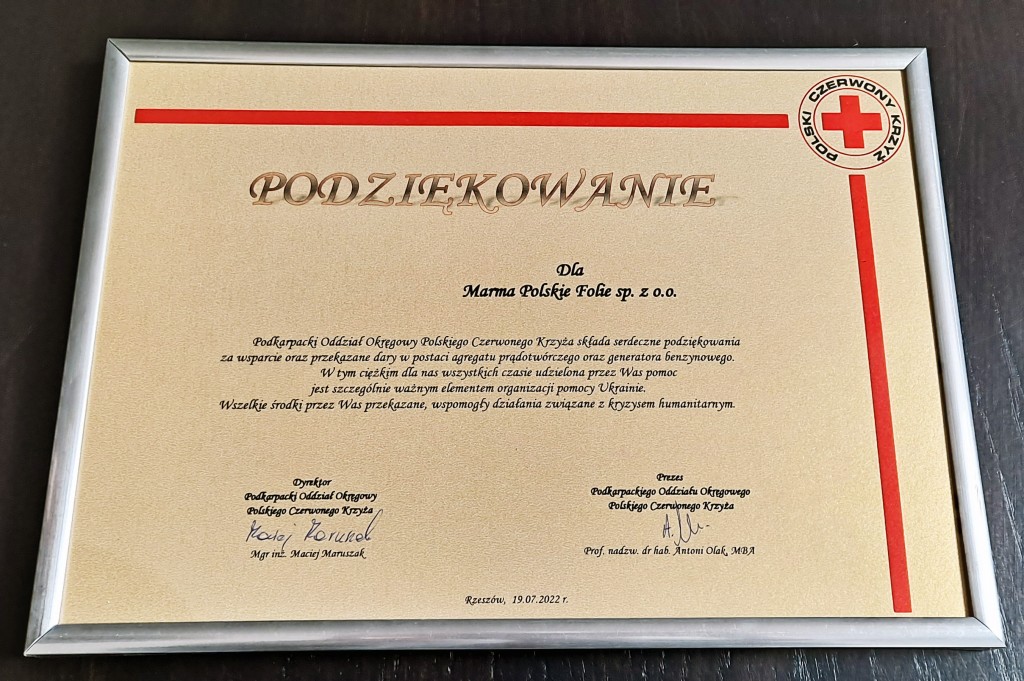 POLSKI CZERWONY KRZYŻ
PODZIĘKOWANIE
Dla
Marma Polskie Folie sp. z o.o.
Podkarpacki Oddział Okręgowy Polskiego Czerwonego Krzyża składa serdeczne podziękowania
za wsparcie oraz przekazane dary w postaci agregatu prądotwórczego oraz generatora benzynowego.
W tym ciężkim dla nas wszystkich czasie udzielona przez Was pomoc
jest szczególnie ważnym elementem organizacji pomocy Ukrainie.
Wszelkie środki przez Was przekazane, wspomogły działania związane z kryzysem humanitarnym.
Dyrektor
Podkarpacki Oddział Okręgowy
Polskiego Czerwonego Krzyża
Maciej Maruszak
Mgr inż. Maciej Maruszak
Prezes
Podkarpackiego Oddziału Okręgowego
Polskiego Czerwonego Krzyża
Prof. nadzw. dr hab. Antoni Olak, MBA
Rzeszów, 19.07.2022 r.